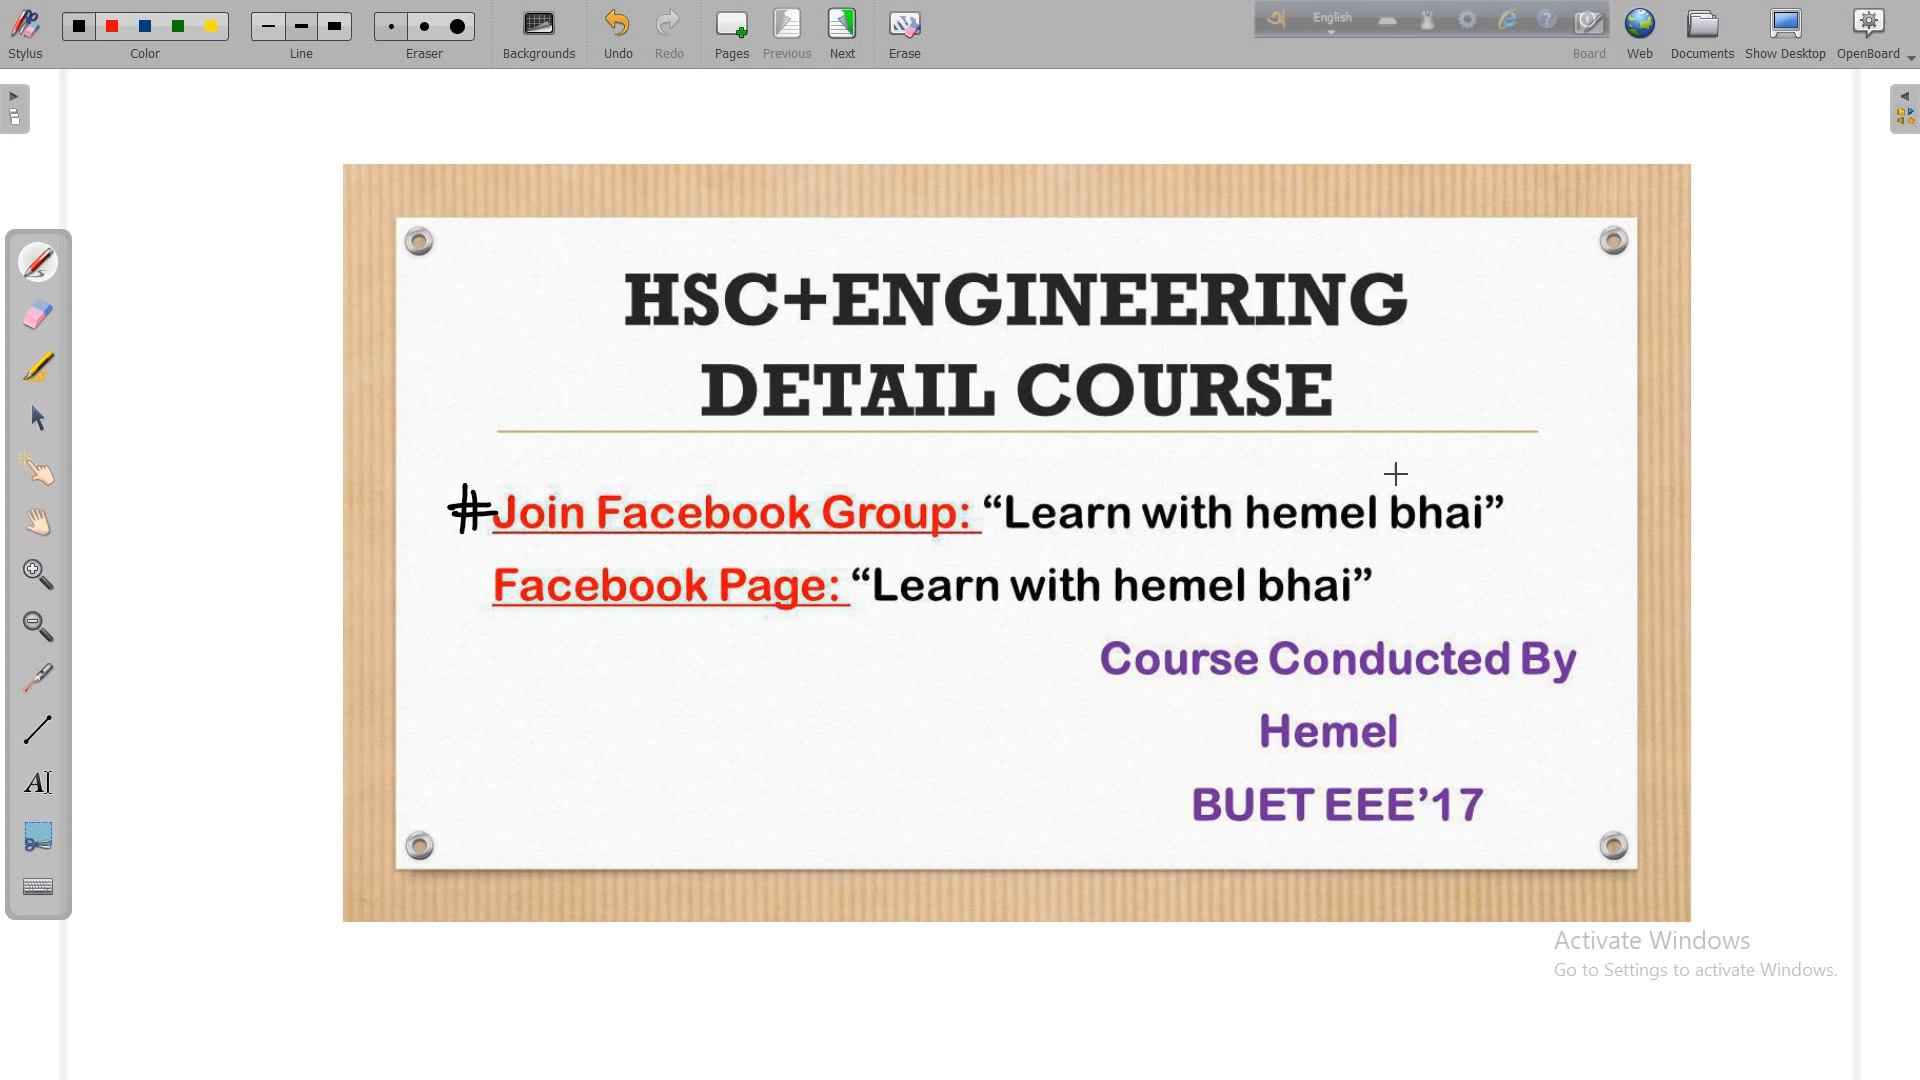 Stylus Color Line Eraser Backgrounds Undo Redo Pages Previous Next Erase Board Web Documents Show Desktop OpenBoard
English
HSC+ENGINEERING
DETAIL COURSE
#Join Facebook Group: “Learn with hemel bhai”
Facebook Page: “Learn with hemel bhai”
Course Conducted By
Hemel
BUET EEE’17
Activate Windows
Go to Settings to activate Windows.